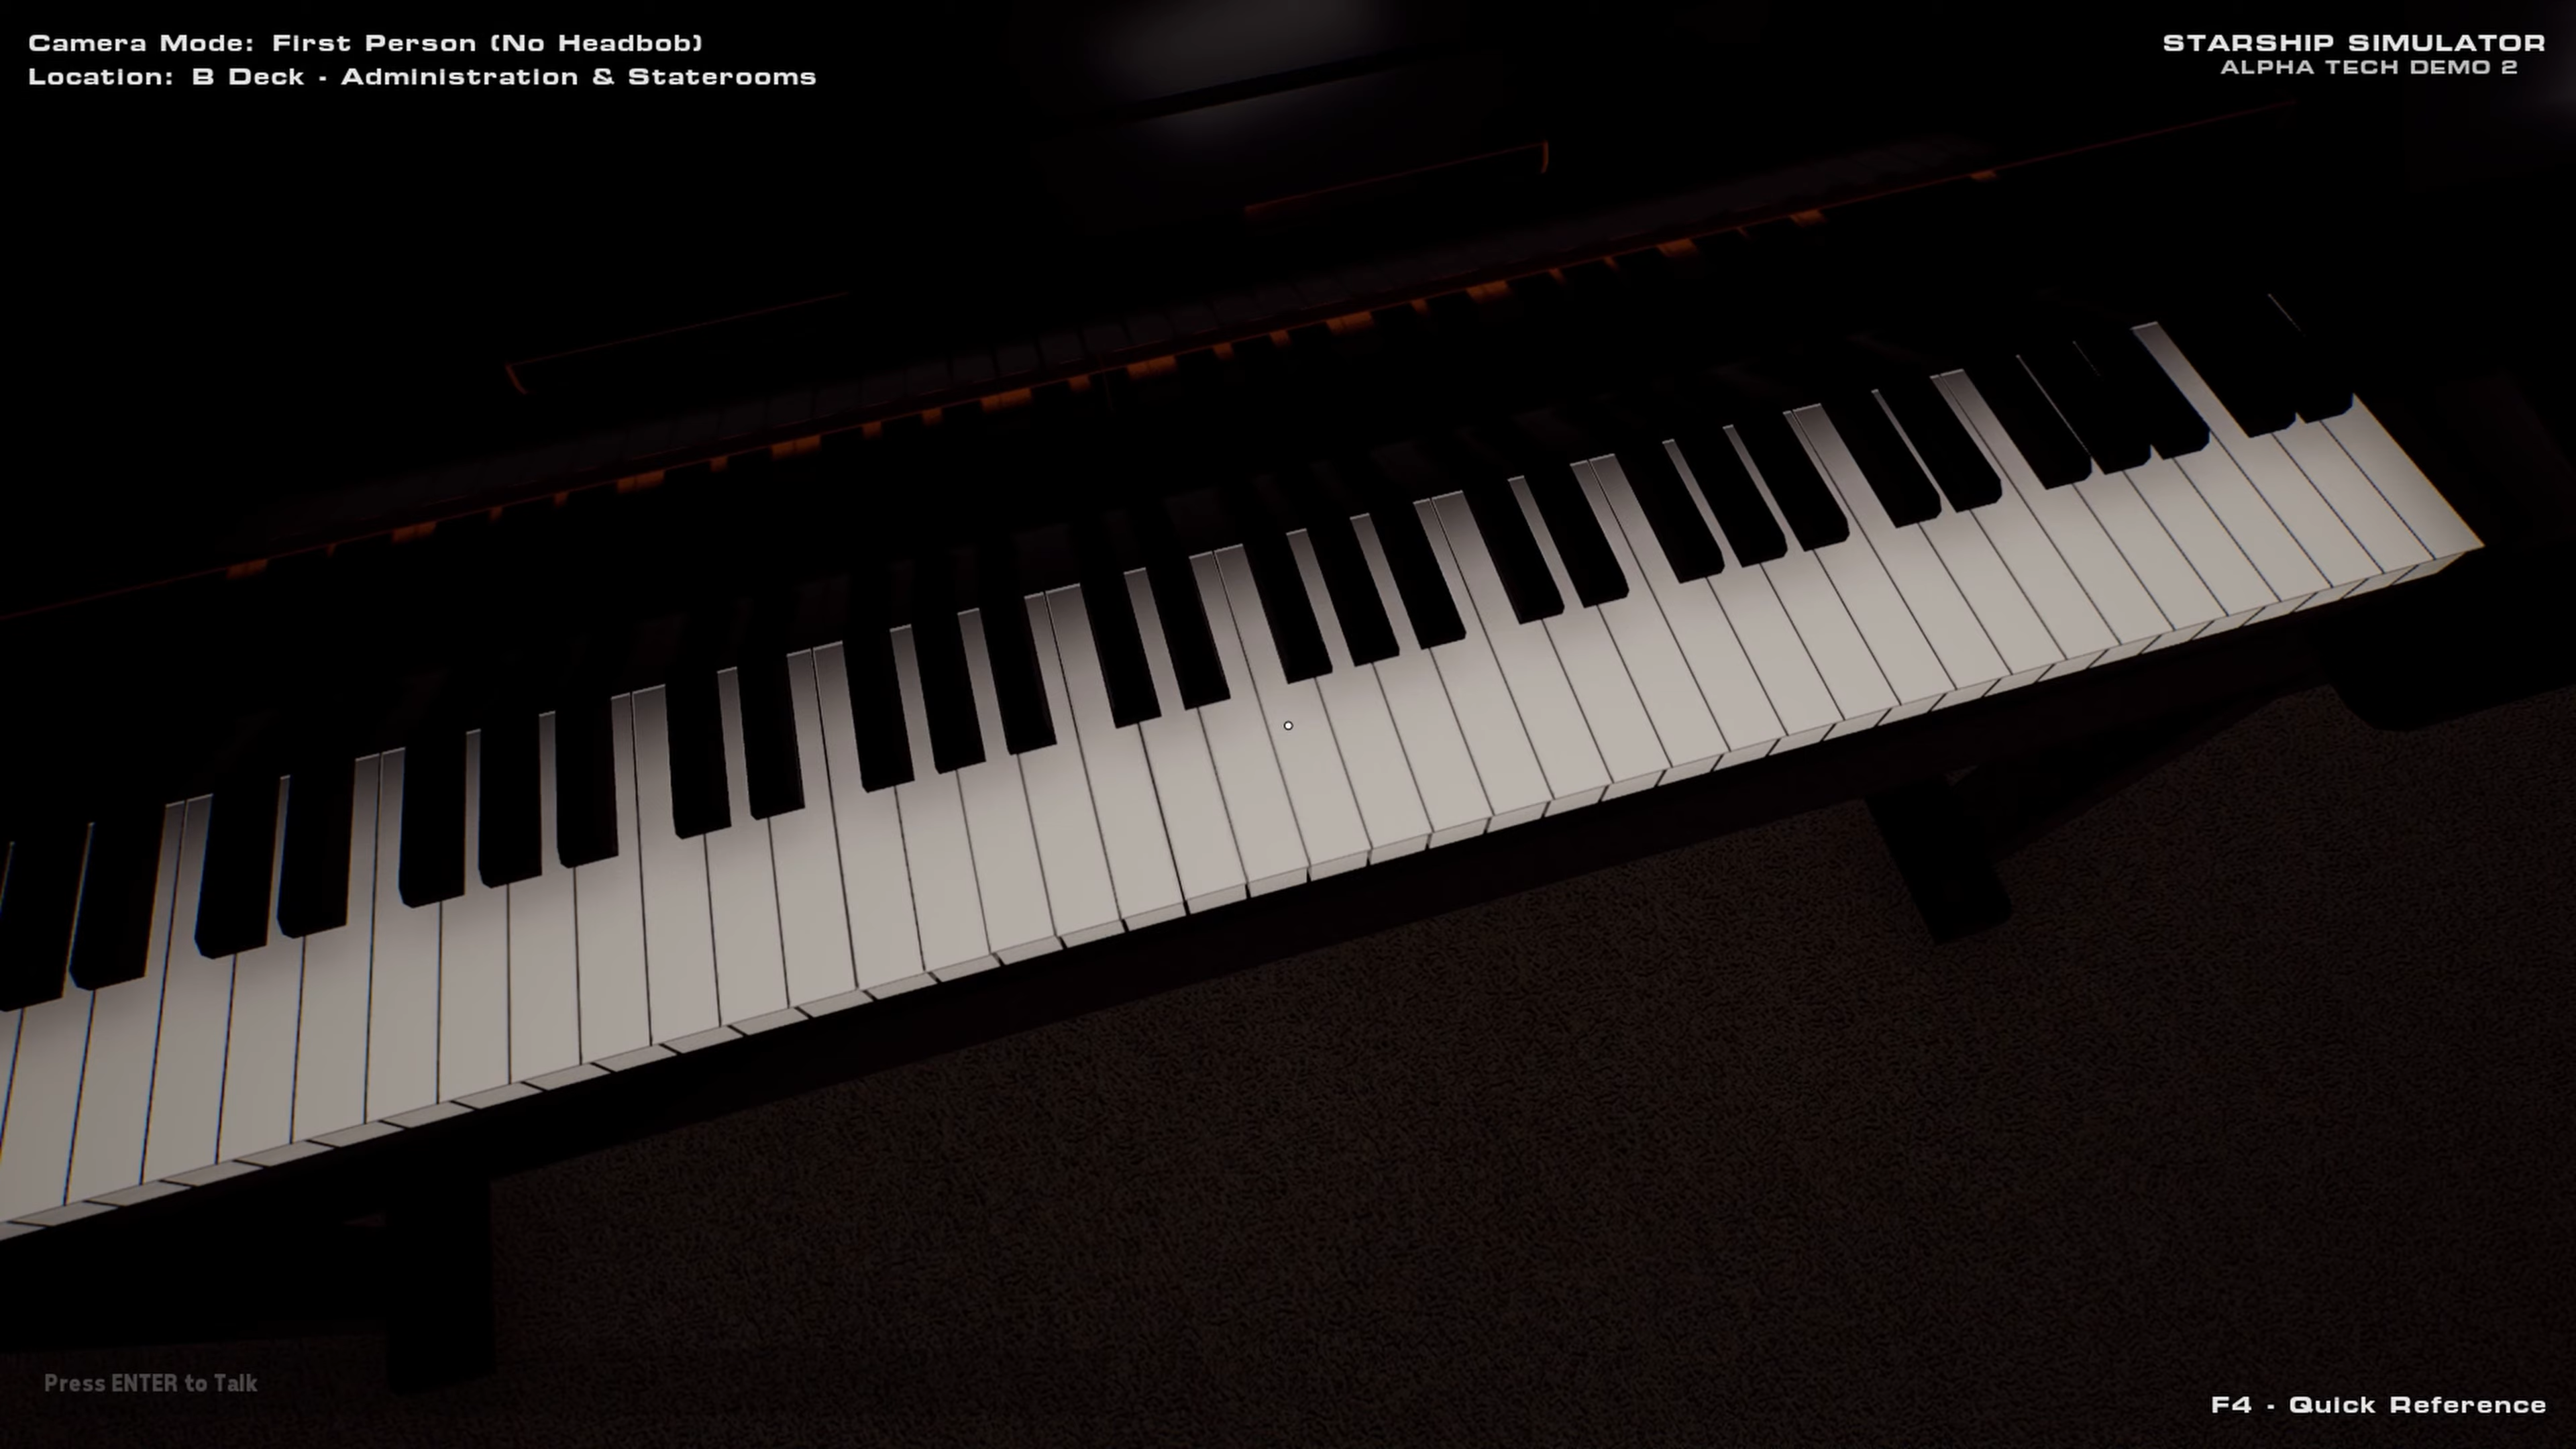 Camera Mode: First Person (No Headbob)
Location: B Deck - Administration & Staterooms
STARSHIP SIMULATOR
ALPHA TECH DEMO 2
Press ENTER to Talk
F4 - Quick Reference